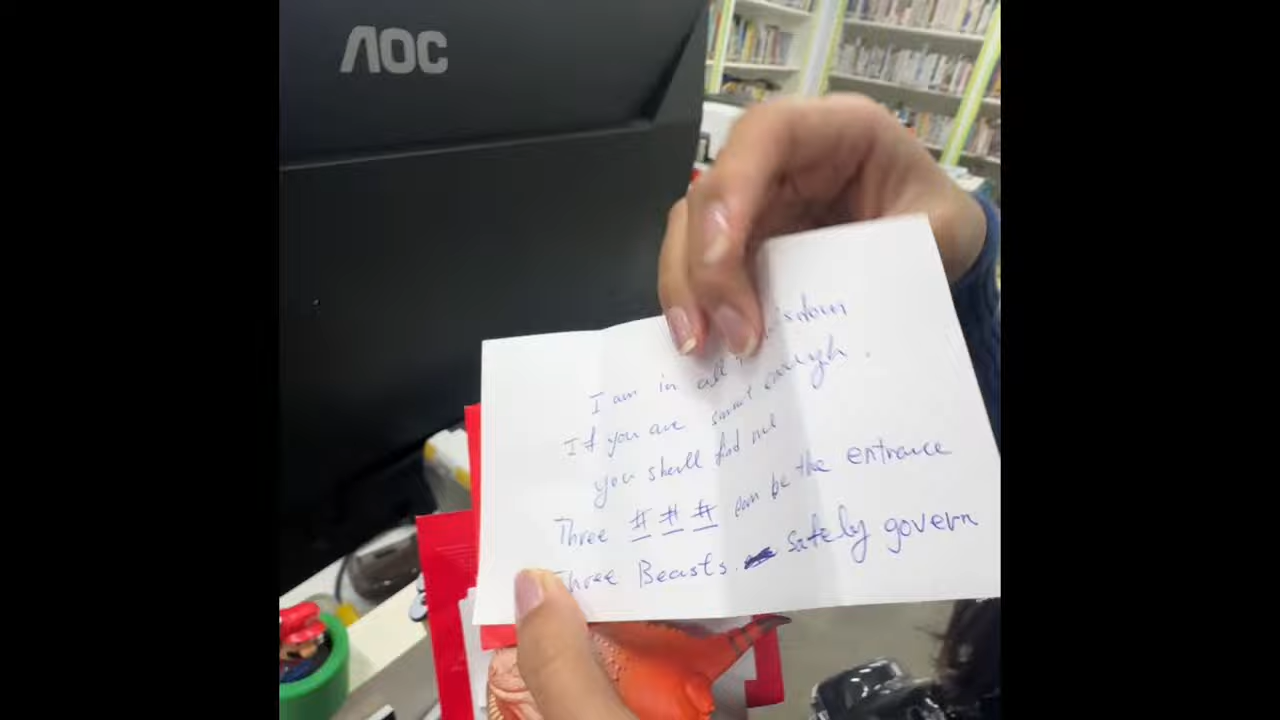 AOC
I am in all wisdom
If you are smart enough.
you shall find me
Three # # # can be the entrance
Three Beasts. safely govern